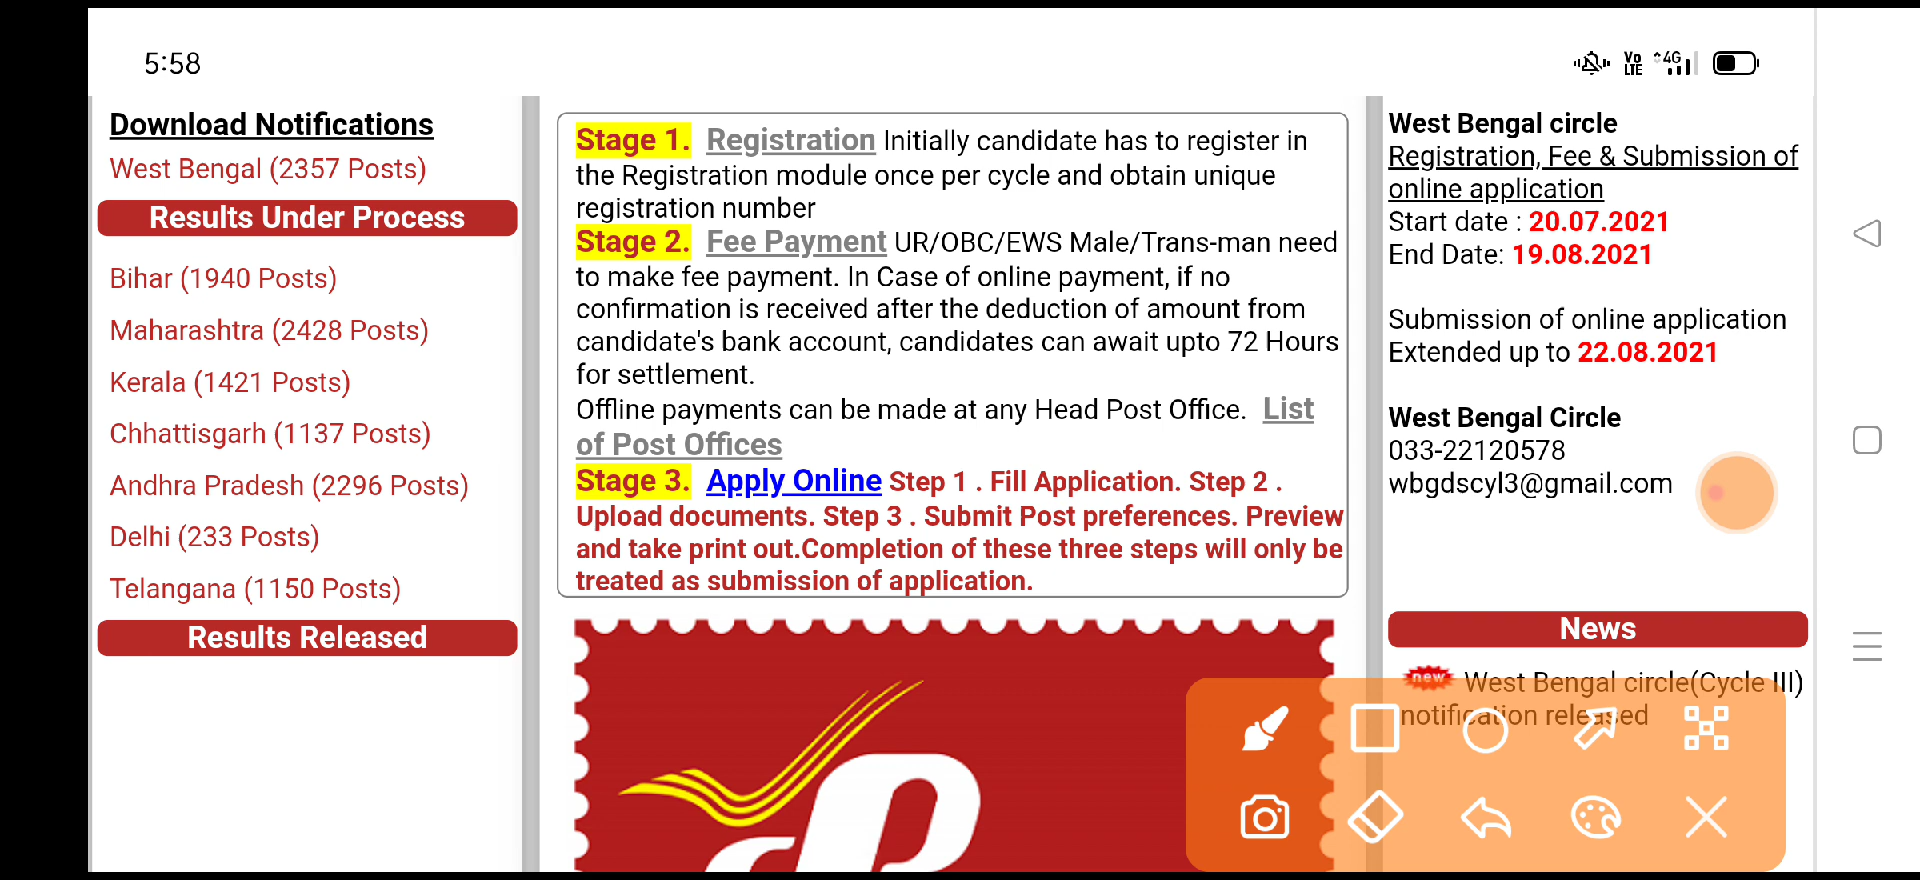 5:58
Vo
LTE
4G
Download Notifications
West Bengal (2357 Posts)
Results Under Process
Bihar (1940 Posts)
Maharashtra (2428 Posts)
Kerala (1421 Posts)
Chhattisgarh (1137 Posts)
Andhra Pradesh (2296 Posts)
Delhi (233 Posts)
Telangana (1150 Posts)
Results Released
Stage 1. Registration Initially candidate has to register in
the Registration module once per cycle and obtain unique
registration number
Stage 2. Fee Payment UR/OBC/EWS Male/Trans-man need
to make fee payment. In Case of online payment, if no
confirmation is received after the deduction of amount from
candidate's bank account, candidates can await upto 72 Hours
for settlement.
Offline payments can be made at any Head Post Office. List
of Post Offices
Stage 3. Apply Online Step 1 . Fill Application. Step 2 .
Upload documents. Step 3 . Submit Post preferences. Preview
and take print out.Completion of these three steps will only be
treated as submission of application.
West Bengal circle
Registration, Fee & Submission of
online application
Start date : 20.07.2021
End Date: 19.08.2021
Submission of online application
Extended up to 22.08.2021
West Bengal Circle
033-22120578
wbgdscyl3@gmail.com
News
new West Bengal circle(Cycle III)
notification released